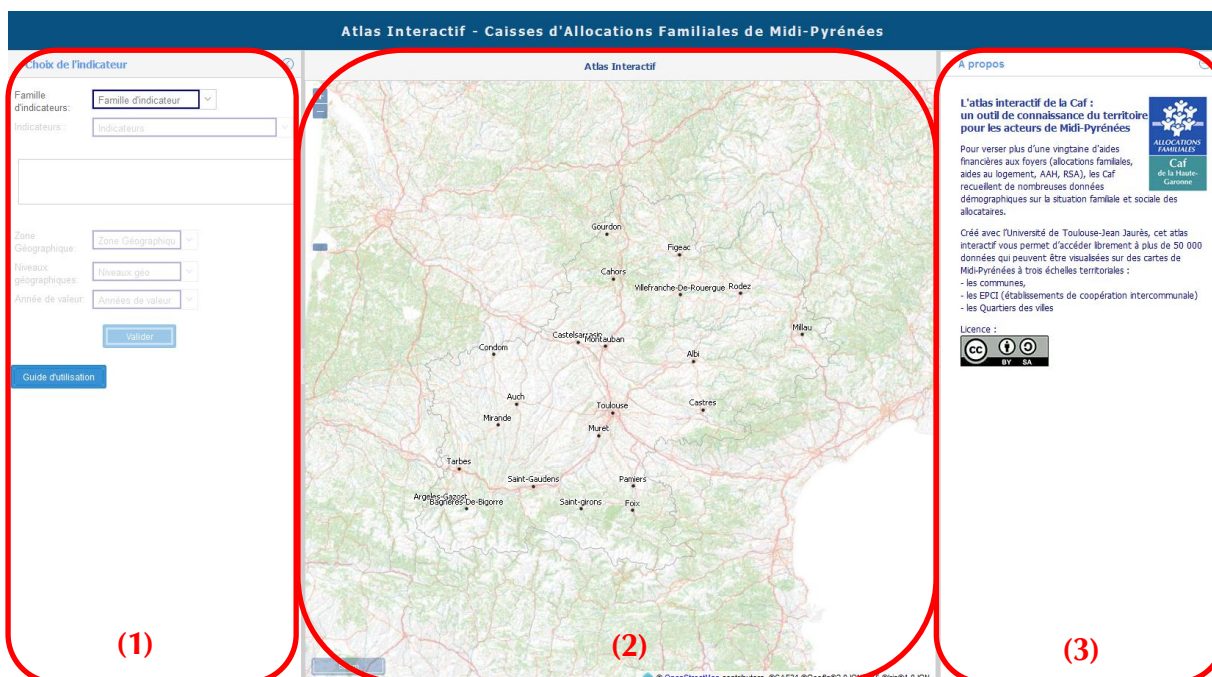 Atlas Interactif - Caisses d'Allocations Familiales de Midi-Pyrénées
Choix de l'indicateur
Famille
d'indicateurs:
Famille d'indicateur
Indicateurs :
Indicateurs
Zone
Géographique:
Zone Géographiqu
Niveaux
géographiques:
Niveaux géo
Année de valeur:
Années de valeur
Valider
Guide d'utilisation
(1)
Atlas Interactif
Gourdon
Figeac
Cahors
Villefranche-De-Rouergue
Rodez
Castelsarrasin
Montauban
Millau
Condom
Albi
Auch
Toulouse
Castres
Mirande
Muret
Tarbes
Saint-Gaudens
Pamiers
Argeles-Gazost
Bagneres-De-Bigorre
Saint-girons
Foix
(2)
A propos
L'atlas interactif de la Caf :
un outil de connaissance du territoire
pour les acteurs de Midi-Pyrénées
ALLOCATIONS
FAMILIALES
Caf
de la Haute-
Garonne
Pour verser plus d'une vingtaine d'aides
financières aux foyers (allocations familiales,
aides au logement, AAH, RSA), les Caf
recueillent de nombreuses données
démographiques sur la situation familiale et sociale des
allocataires.
Créé avec l'Université de Toulouse-Jean Jaurès, cet atlas
interactif vous permet d'accéder librement à plus de 50 000
données qui peuvent être visualisées sur des cartes de
Midi-Pyrénées à trois échelles territoriales :
- les communes,
- les EPCI (établissements de coopération intercommunale)
- les Quartiers des villes
Licence :
CC BY SA
(3)